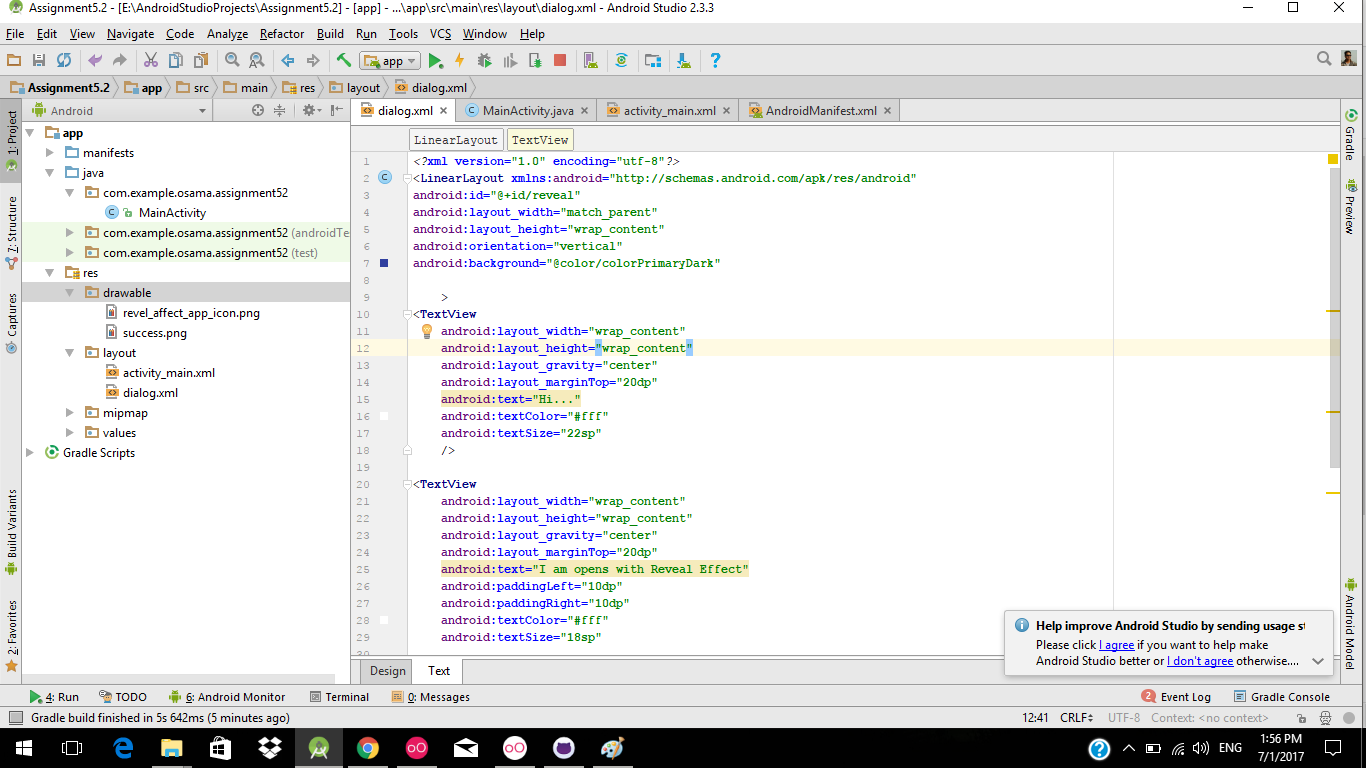 Assignment5.2 - [E:\AndroidStudioProjects\Assignment5.2] - [app] - ...\app\src\main\res\layout\dialog.xml - Android Studio 2.3.3
File Edit View Navigate Code Analyze Refactor Build Run Tools VCS Window Help
app
Assignment5.2 app src main res layout dialog.xml
Android
dialog.xml MainActivity.java activity_main.xml AndroidManifest.xml
LinearLayout TextView
1: Project
7: Structure
Captures
Build Variants
2: Favorites
app
manifests
java
com.example.osama.assignment52
MainActivity
com.example.osama.assignment52 (androidTe
com.example.osama.assignment52 (test)
res
drawable
revel_affect_app_icon.png
success.png
layout
activity_main.xml
dialog.xml
mipmap
values
Gradle Scripts
1 <?xml version="1.0" encoding="utf-8"?>
2 <LinearLayout xmlns:android="http://schemas.android.com/apk/res/android"
3 android:id="@+id/reveal"
4 android:layout_width="match_parent"
5 android:layout_height="wrap_content"
6 android:orientation="vertical"
7 android:background="@color/colorPrimaryDark"
8
9 >
10 <TextView
11 android:layout_width="wrap_content"
12 android:layout_height="wrap_content"
13 android:layout_gravity="center"
14 android:layout_marginTop="20dp"
15 android:text="Hi..."
16 android:textColor="#fff"
17 android:textSize="22sp"
18 />
19
20 <TextView
21 android:layout_width="wrap_content"
22 android:layout_height="wrap_content"
23 android:layout_gravity="center"
24 android:layout_marginTop="20dp"
25 android:text="I am opens with Reveal Effect"
26 android:paddingLeft="10dp"
27 android:paddingRight="10dp"
28 android:textColor="#fff"
29 android:textSize="18sp"
30
Gradle
Preview
Android Model
Help improve Android Studio by sending usage st
Please click I agree if you want to help make
Android Studio better or I don't agree otherwise....
Design Text
4: Run TODO 6: Android Monitor Terminal 0: Messages 2 Event Log Gradle Console
Gradle build finished in 5s 642ms (5 minutes ago) 12:41 CRLF UTF-8 Context: <no context>
ENG
1:56 PM
7/1/2017